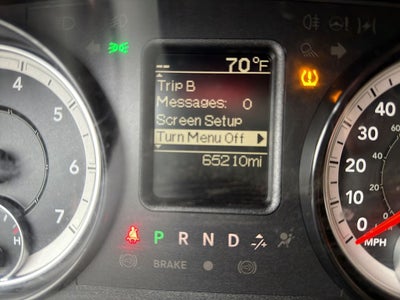 -- 70°F
Trip B
Messages: 0
Screen Setup
Turn Menu Off
65210mi
4
5
6
7
H
40
30
20
10
0
MPH
P R N D
BRAKE